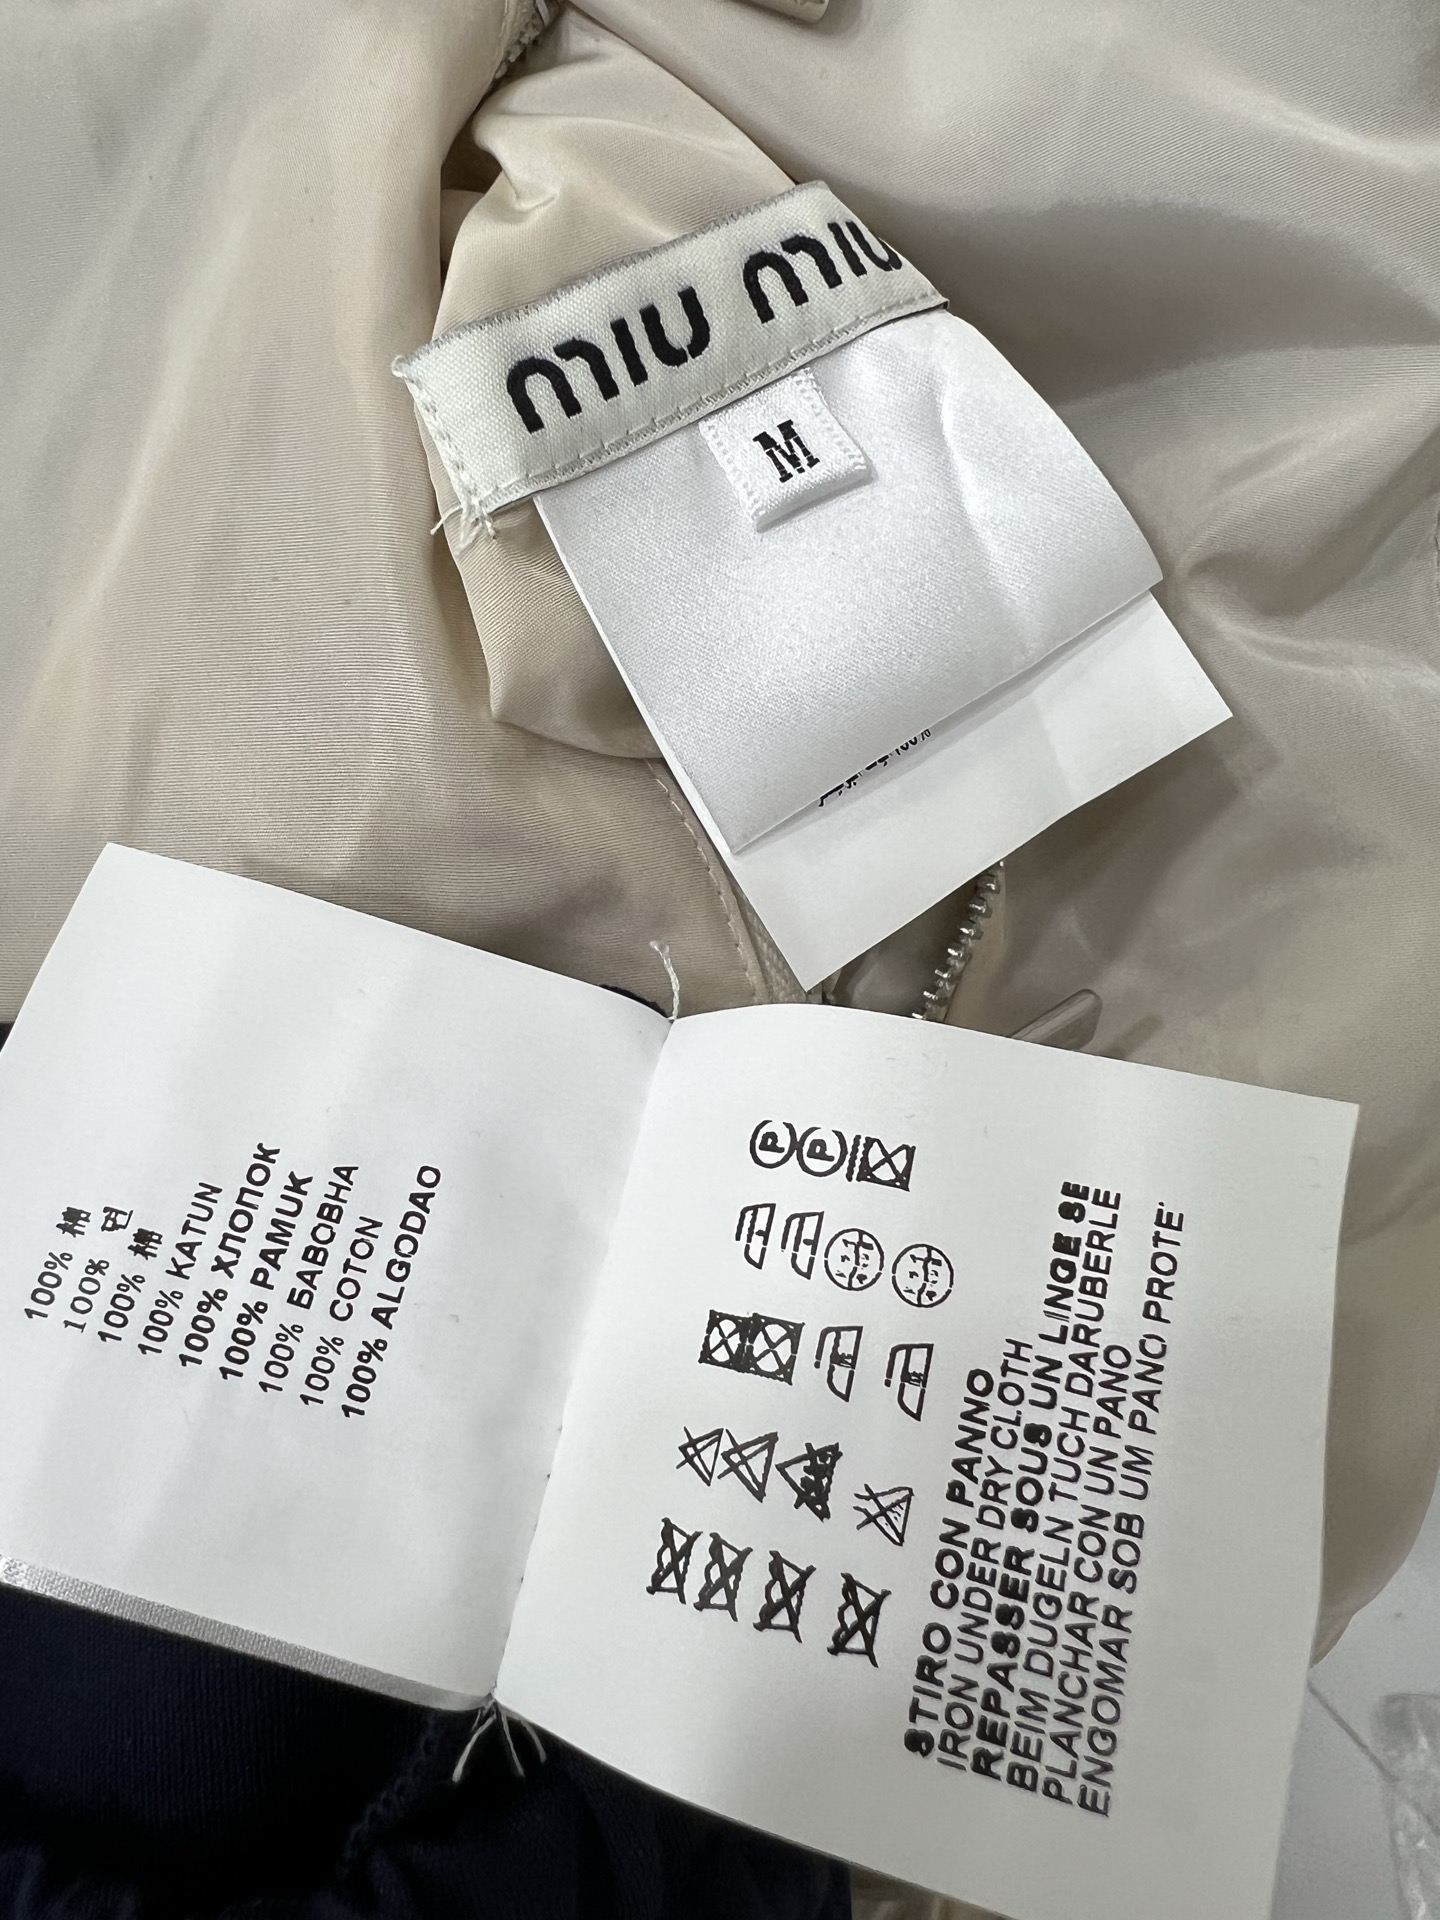 miu miu
M
100%
100% 棉
100% 면
100% 棉
100% KATUN
100% ХЛОПОК
100% PAMUK
100% БАВОВНА
100% COTON
100% ALGODAO
P P
STIRO CON PANNO
IRON UNDER DRY CLOTH
REPASSER SOUS UN LINGE SE
BEIM DUGELN TUCH DARUBERLE
PLANCHAR CON UN PANO
ENGOMAR SOB UM PANO PROTE'